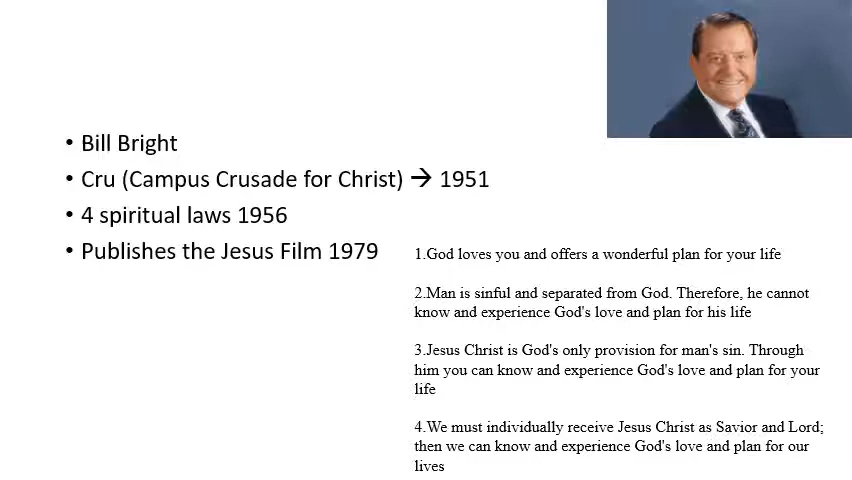 • Bill Bright
• Cru (Campus Crusade for Christ) → 1951
• 4 spiritual laws 1956
• Publishes the Jesus Film 1979
1.God loves you and offers a wonderful plan for your life
2.Man is sinful and separated from God. Therefore, he cannot
know and experience God's love and plan for his life
3.Jesus Christ is God's only provision for man's sin. Through
him you can know and experience God's love and plan for your
life
4.We must individually receive Jesus Christ as Savior and Lord;
then we can know and experience God's love and plan for our
lives